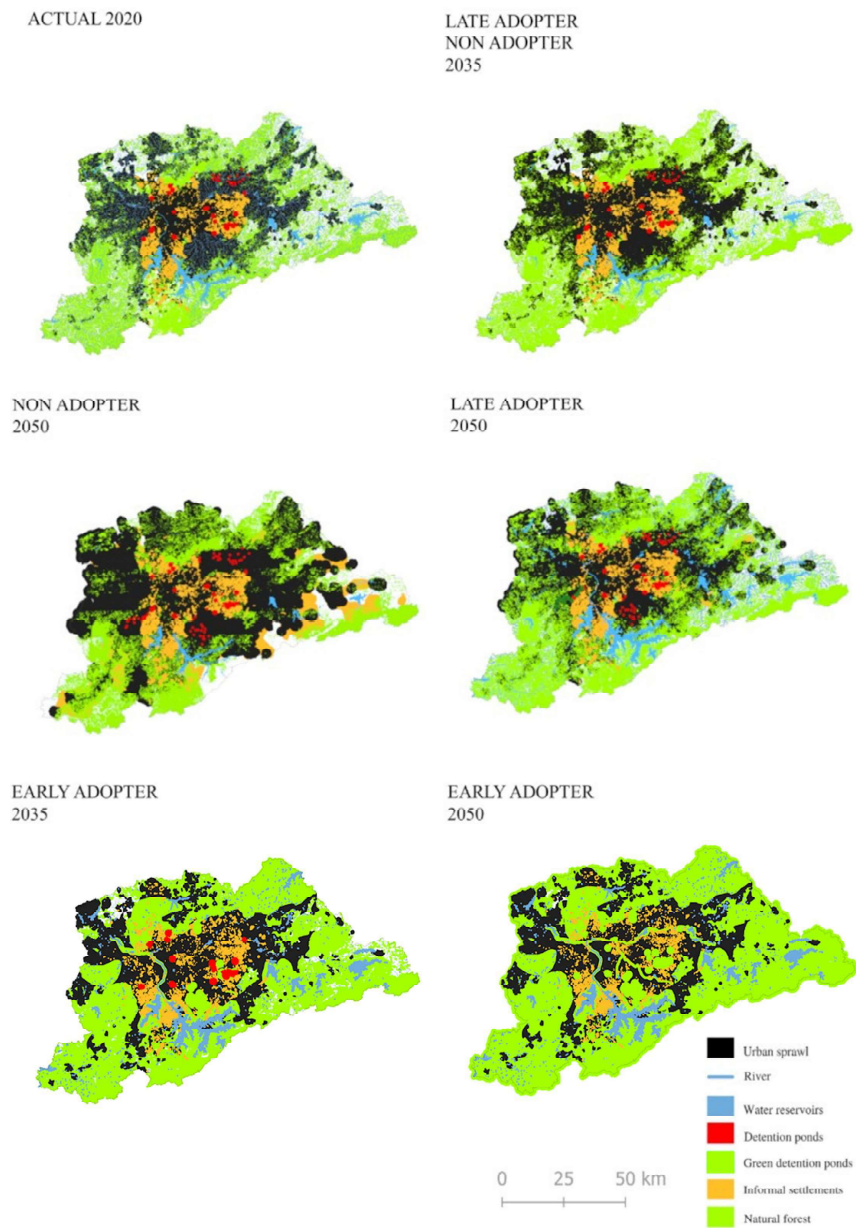 ACTUAL 2020
LATE ADOPTER
NON ADOPTER
2035
NON ADOPTER
2050
LATE ADOPTER
2050
EARLY ADOPTER
2035
EARLY ADOPTER
2050
Urban sprawl
River
Water reservoirs
Detention ponds
Green detention ponds
Informal settlements
Natural forest
0 25 50 km